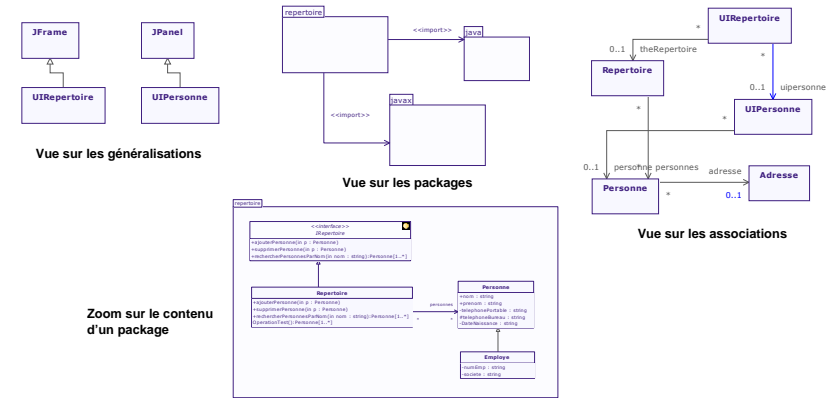 JFrame
JPanel
UIRepertoire
UIPersonne
Vue sur les généralisations
repertoire
<<import>>
java
<<import>>
javax
Vue sur les packages
UIRepertoire
*
*
0..1 theRepertoire
Repertoire
0..1 uipersonne
*
UIPersonne
*
0..1 personne
*
personnes
adresse
Personne
Adresse
*
0..1
Vue sur les associations
repertoire
<<interface>>
IRepertoire
+ajouterPersonne(in p : Personne)
+supprimerPersonne(in p : Personne)
+rechercherPersonnesParNom(in nom : string):Personne[1..*]
Repertoire
+ajouterPersonne(in p : Personne)
+supprimerPersonne(in p : Personne)
+rechercherPersonnesParNom(in nom : string):Personne[1..*]
OperationTest():Personne[1..*]
personnes
*
*
Personne
+nom : string
+prenom : string
-telephonePortable : string
#telephoneBureau : string
-DateNaissance : string
Employe
-numEmp : string
-societe : string
Zoom sur le contenu
d'un package